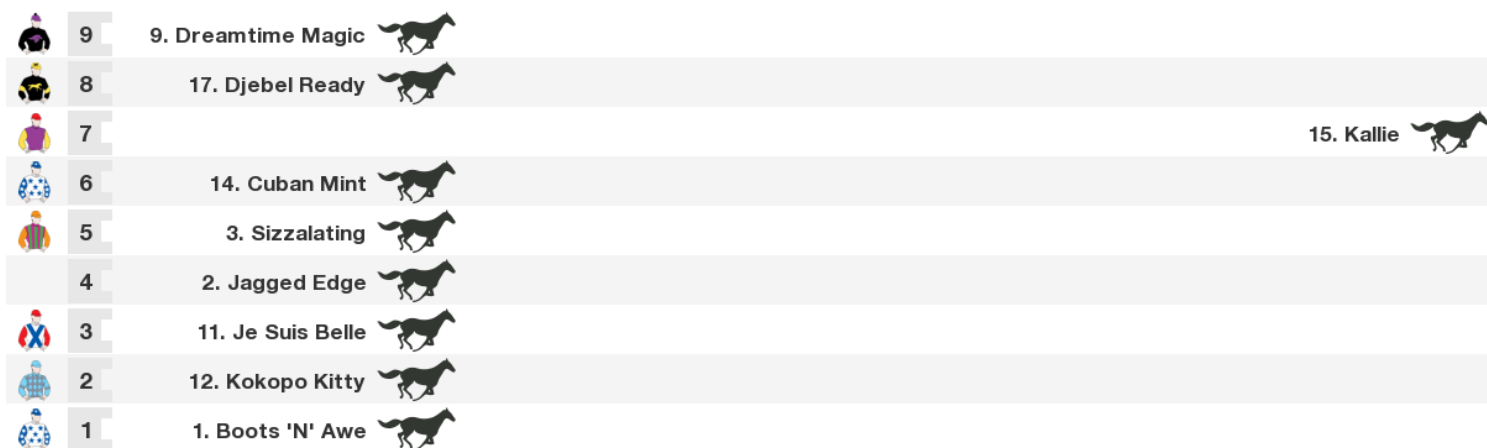 9 9. Dreamtime Magic
8 17. Djebel Ready
7 15. Kallie
6 14. Cuban Mint
5 3. Sizzalating
4 2. Jagged Edge
3 11. Je Suis Belle
2 12. Kokopo Kitty
1 1. Boots 'N' Awe